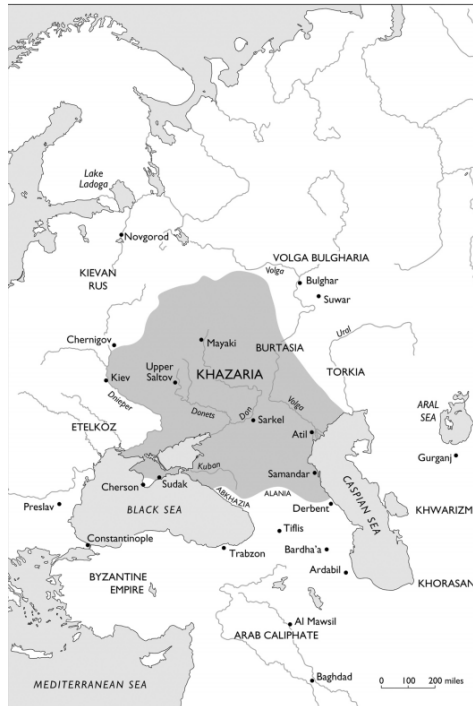 Lake
Ladoga
Novgorod
KIEVAN
RUS
VOLGA BULGHARIA
Volga
Bulghar
Suwar
Chernigov
Mayaki
BURTASIA
Ural
TORKIA
Kiev
Upper
Saltov
KHAZARIA
Dnieper
Donets
Don
Volga
Sarkel
ARAL
SEA
ETELKÖZ
Atil
Gurganj
Kuban
Samandar
Cherson
Sudak
ABKHAZIA
ALANIA
Derbent
CASPIAN SEA
KHWARIZM
Preslav
BLACK SEA
Tiflis
Constantinople
Trabzon
Bardha'a
Ardabil
KHORASAN
BYZANTINE
EMPIRE
Al Mawsil
ARAB CALIPHATE
Baghdad
MEDITERRANEAN SEA
0 100 200 miles